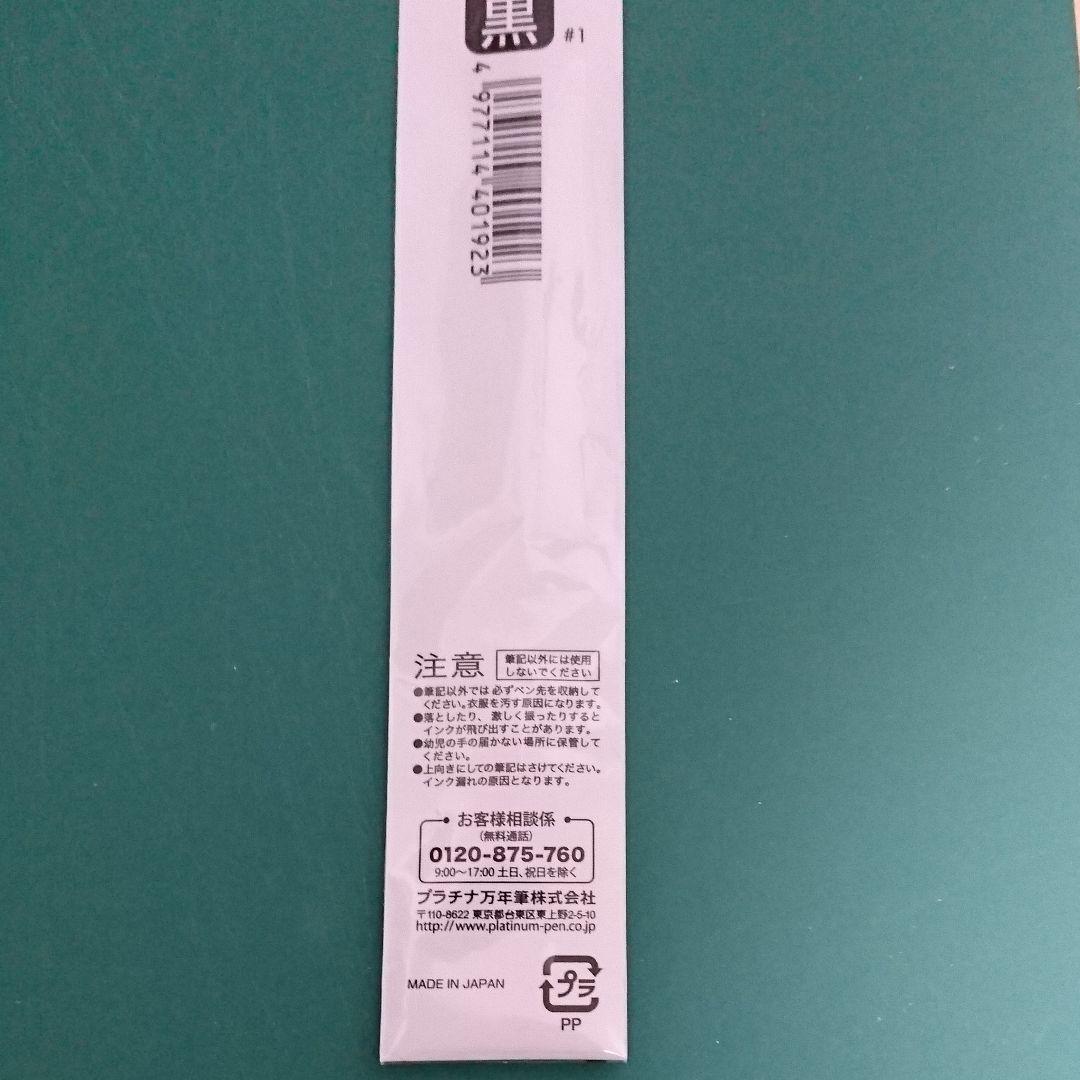 黒
#1
4 977114 401923
注意
筆記以外には使用
しないでください
●筆記以外では必ずペン先を収納して
ください。衣服を汚す原因になります。
●落としたり、激しく振ったりすると
インクが飛び出すことがあります。
●幼児の手の届かない場所に保管して
ください。
●上向きにしての筆記はさけてください。
インク漏れの原因となります。
お客様相談係
(無料通話)
0120-875-760
9:00〜17:00 土日、祝日を除く
プラチナ万年筆株式会社
〒110-8622 東京都台東区東上野2-5-10
http://www.platinum-pen.co.jp
MADE IN JAPAN
プラ
PP